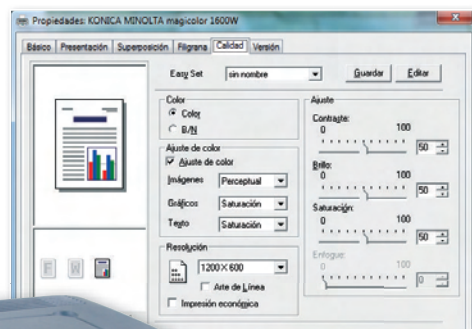 Propiedades: KONICA MINOLTA magicolor 1600W
Básico Presentación Superposición Filigrana Calidad Versión
Easy Set sin nombre Guardar Editar
Color
Color
B/N
Ajuste de color
Ajuste de color
Imágenes Perceptual
Gráficos Saturación
Texto Saturación
Resolución
1200×600
Arte de Línea
Impresión económica
Ajuste
Contraste:
0 100
50
Brillo:
0 100
50
Saturación:
0 100
50
Enfoque:
0 100
0